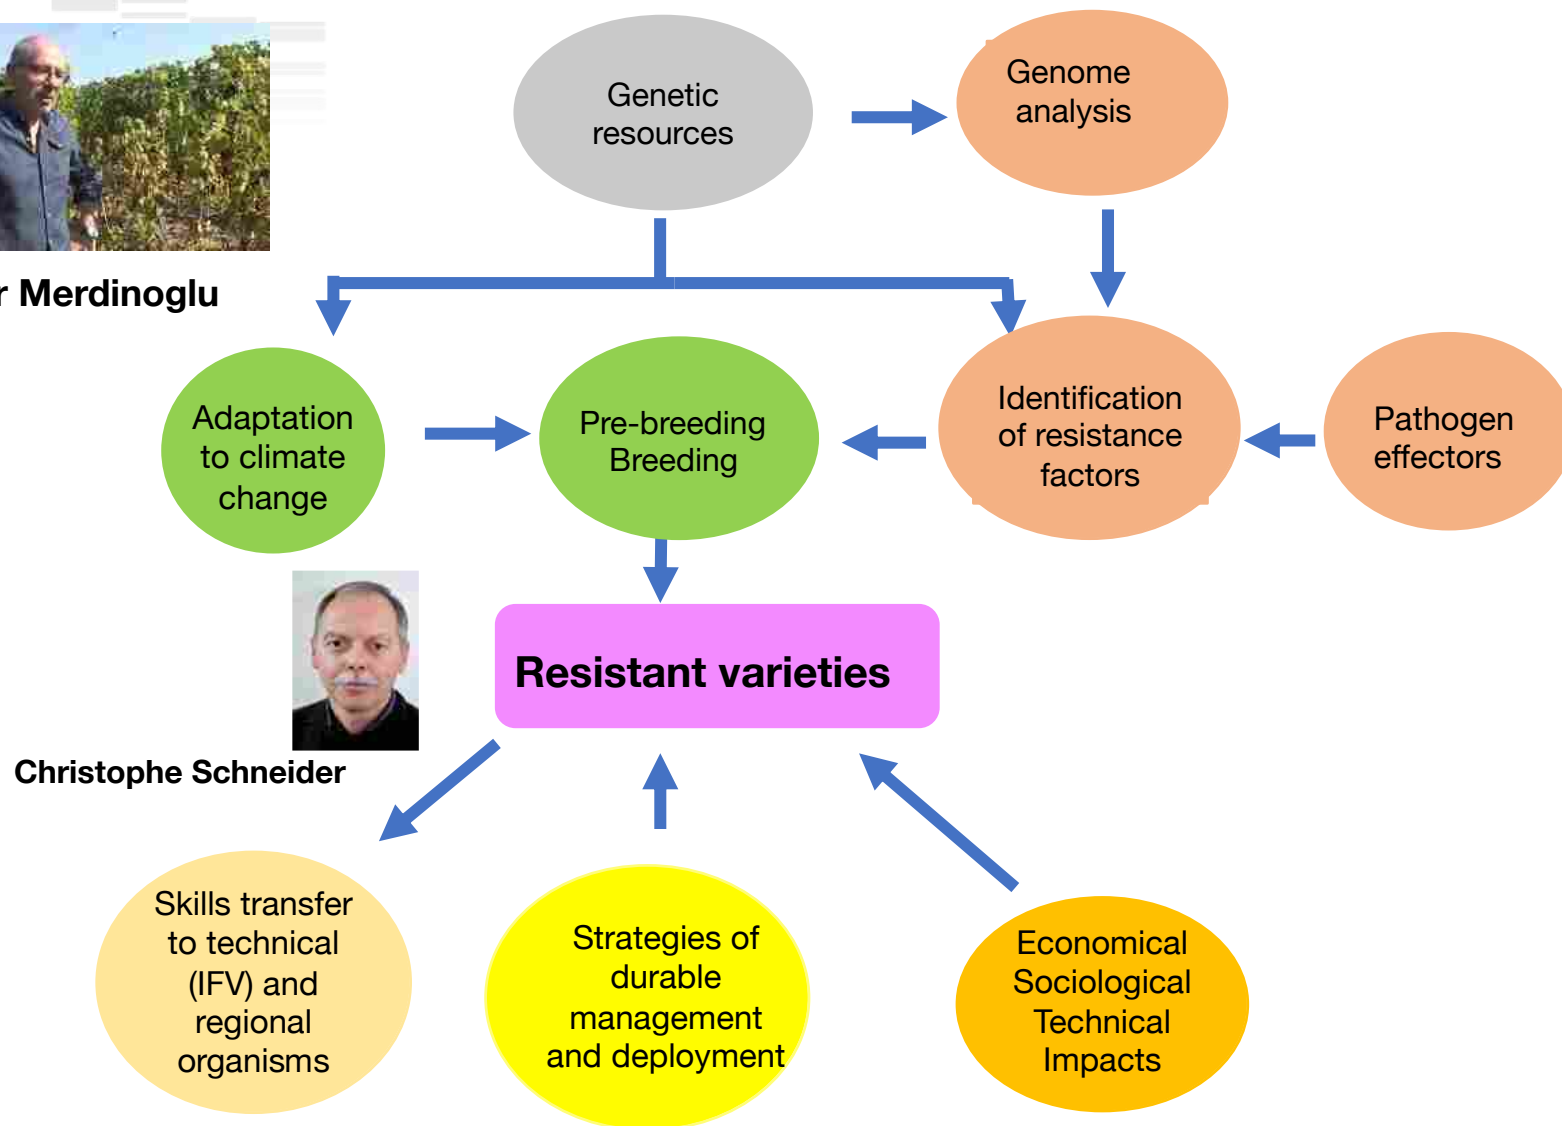 Genetic
resources
Genome
analysis
r Merdinoglu
Adaptation
to climate
change
Pre-breeding
Breeding
Identification
of resistance
factors
Pathogen
effectors
Resistant varieties
Christophe Schneider
Skills transfer
to technical
(IFV) and
regional
organisms
Strategies of
durable
management
and deployment
Economical
Sociological
Technical
Impacts